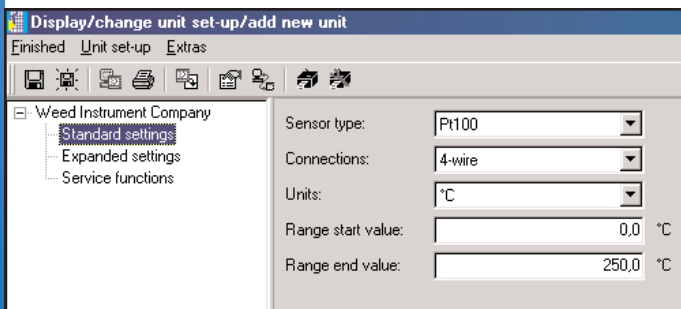 Display/change unit set-up/add new unit
Finished Unit set-up Extras
Weed Instrument Company
Standard settings
Expanded settings
Service functions
Sensor type: Pt100
Connections: 4-wire
Units: °C
Range start value: 0,0 °C
Range end value: 250,0 °C